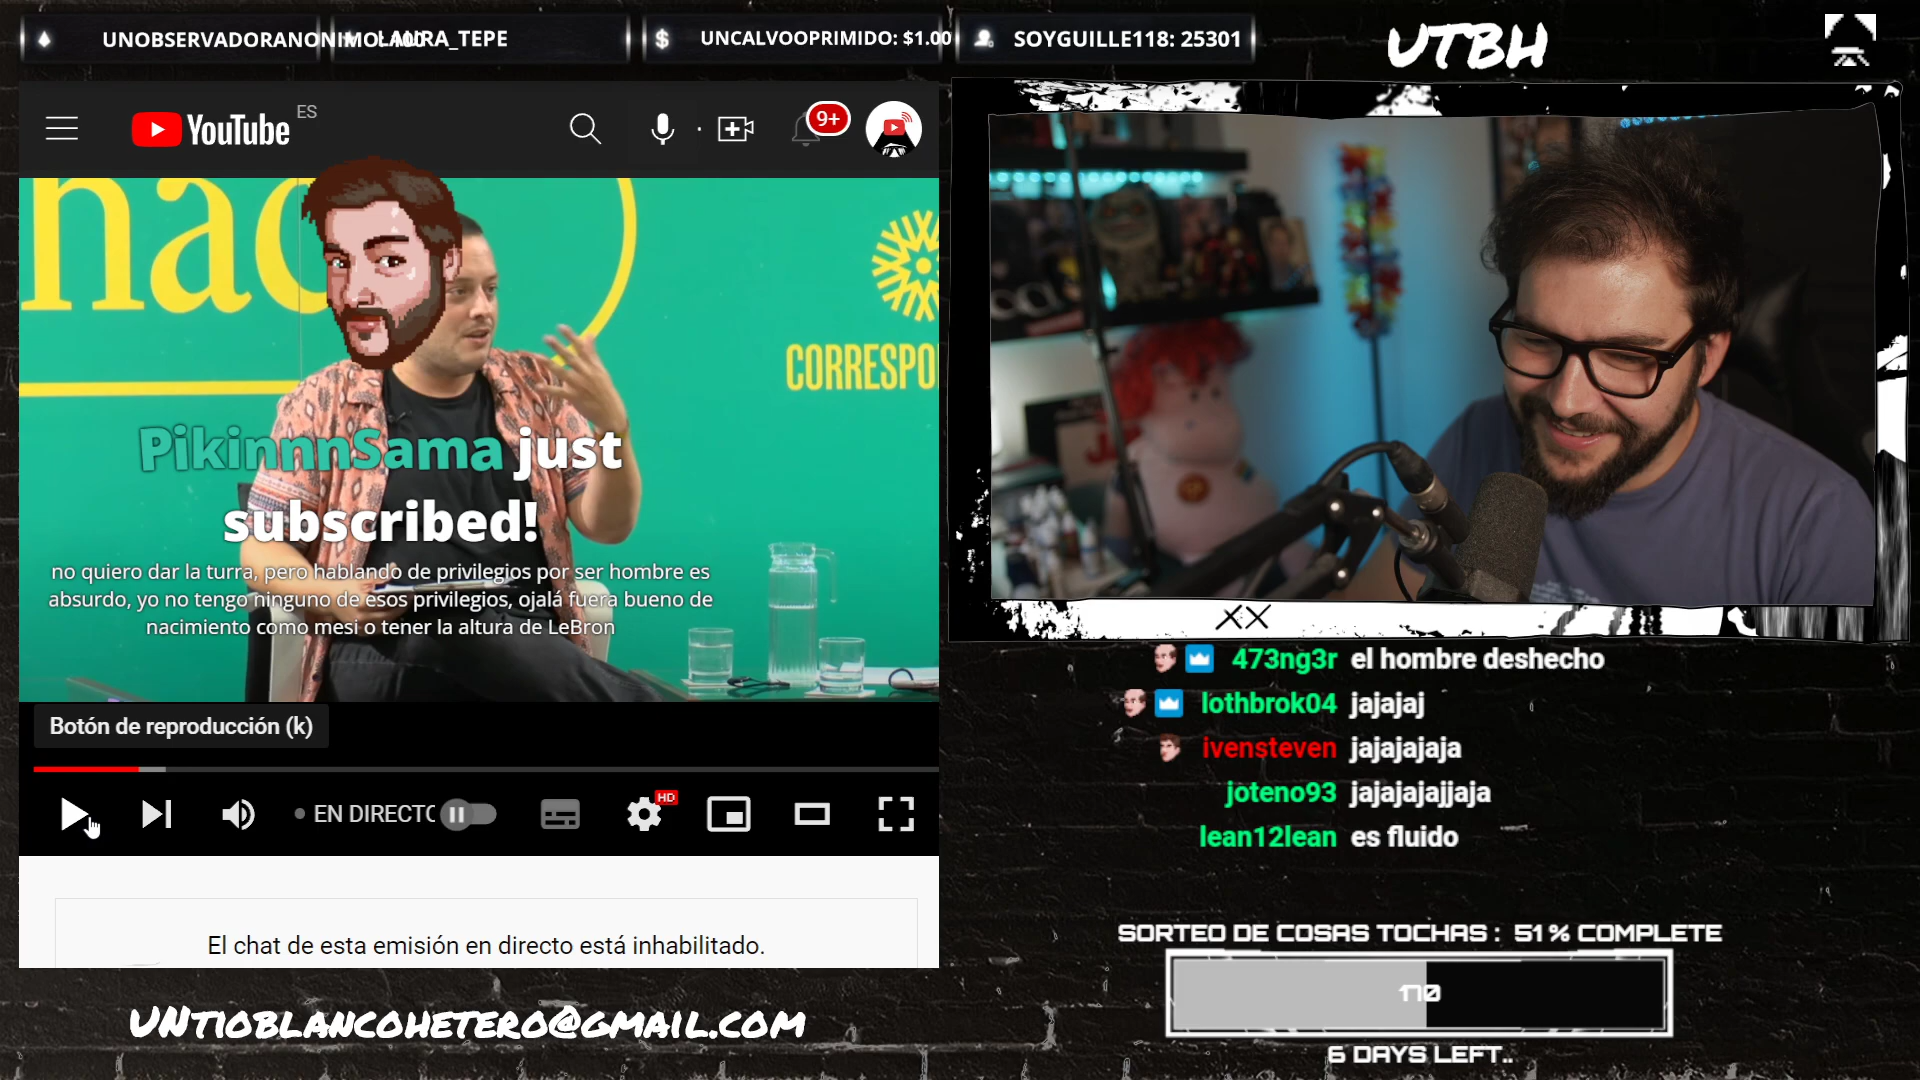 UNOBSERVADORANONIMO: 100
LAURA_TEPE
$
UNCALVOOPRIMIDO: $1.00
SOYGUILLE118: 25301
UTBH
YouTube
ES
9+
nac
CORRESPO
PikinnnSama just
subscribed!
no quiero dar la turra, pero hablando de privilegios por ser hombre es
absurdo, yo no tengo ninguno de esos privilegios, ojalá fuera bueno de
nacimiento como mesi o tener la altura de LeBron
Botón de reproducción (k)
EN DIRECTO
HD
El chat de esta emisión en directo está inhabilitado.
UNtioblancohetero@gmail.com
XX
473ng3r el hombre deshecho
lothbrok04 jajajaj
ivensteven jajajajaja
joteno93 jajajajajjaja
lean12lean es fluido
SORTEO DE COSAS TOCHAS : 51% COMPLETE
170
6 DAYS LEFT..